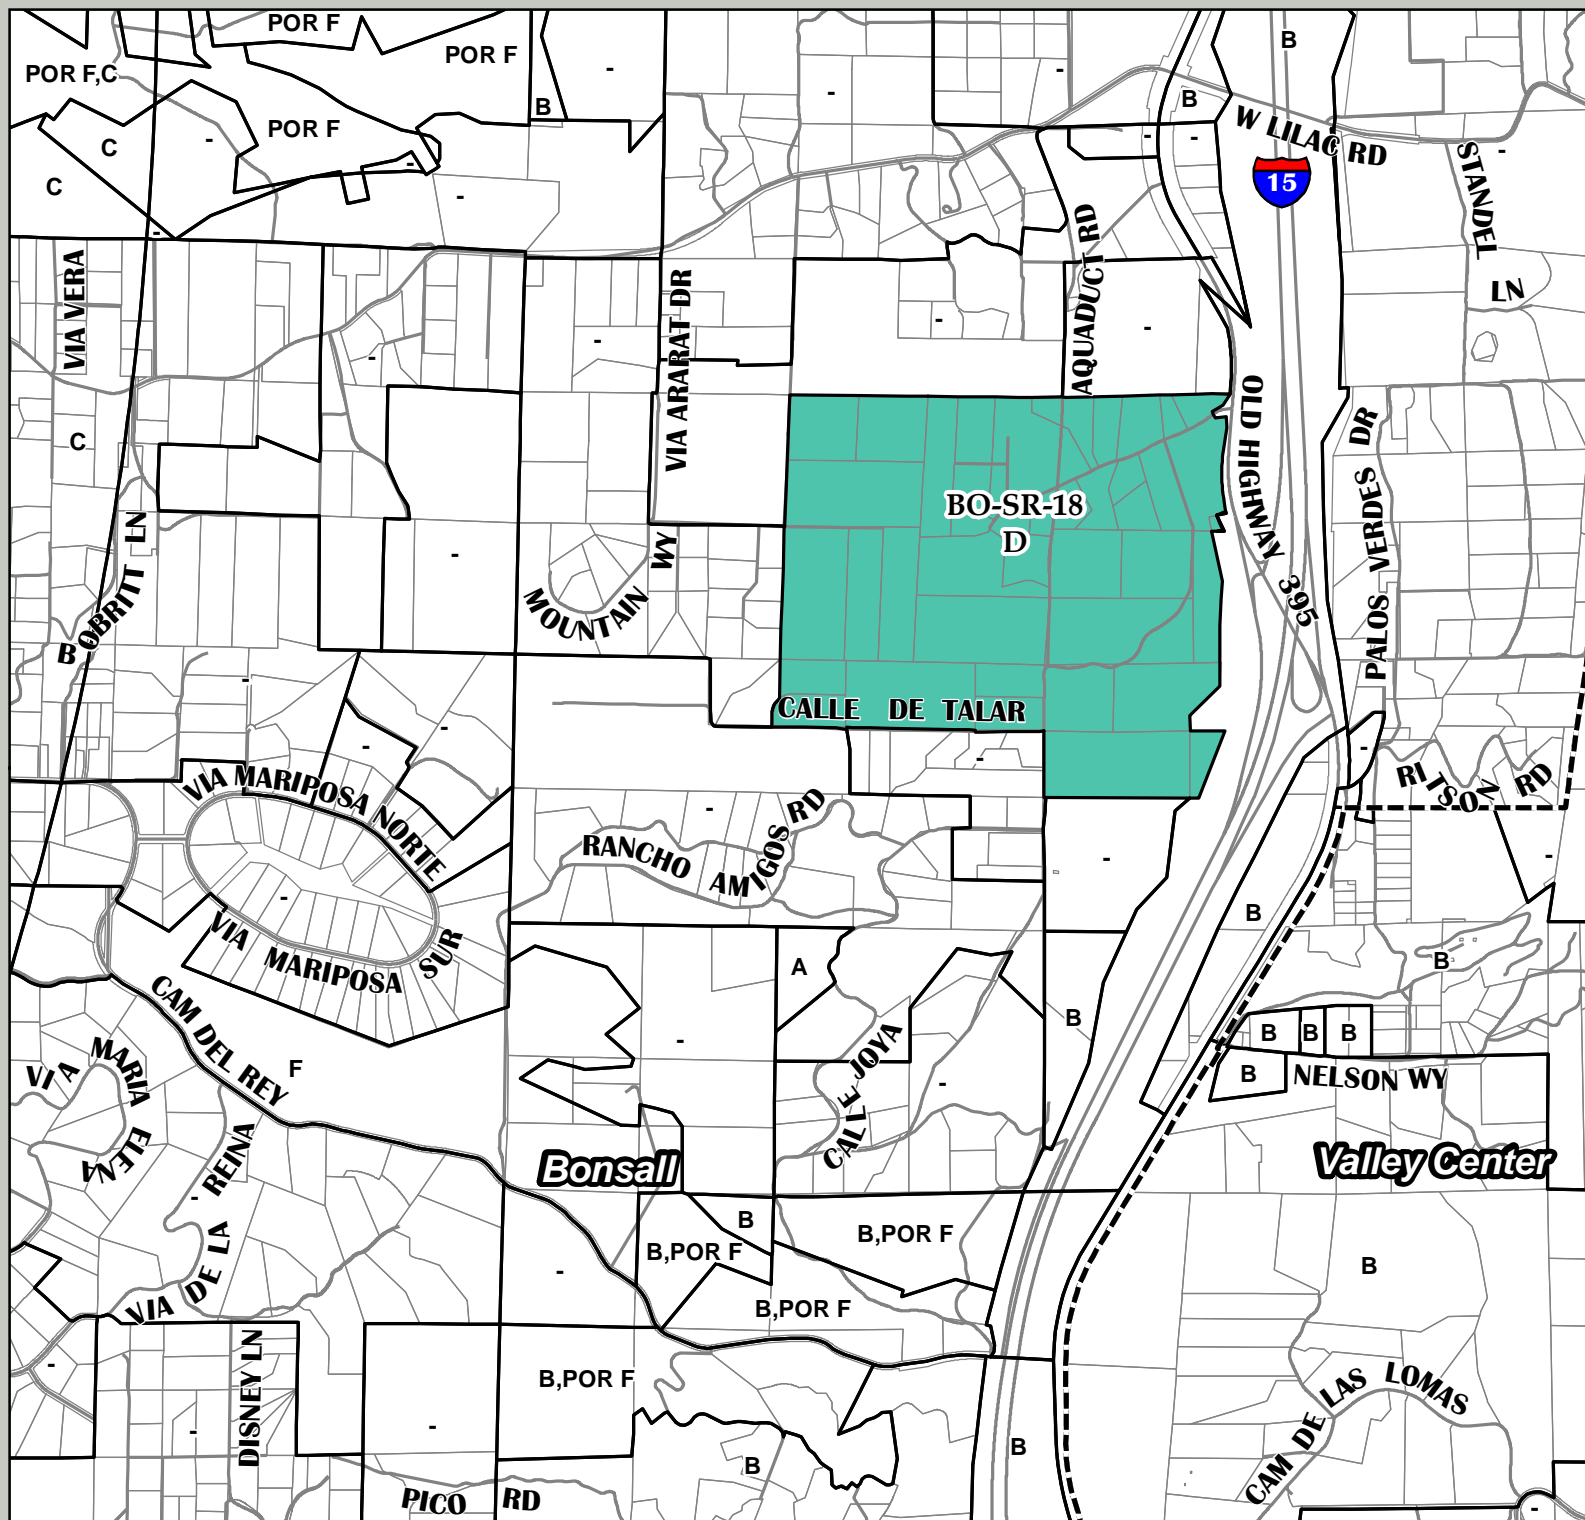 POR F
B
POR F
POR F,C
-
-
-
B
B
W LILAC RD
POR F
C
-
-
-
-
-
STANDEL LN
15
C
-
-
VIA VERA
VIA ARARAT DR
AQUADUCT RD
-
-
-
-
OLD HIGHWAY 395
PALOS VERDES DR
C
BO-SR-18
D
BOBRITT LN
-
MOUNTAIN WY
-
CALLE DE TALAR
-
-
-
-
RITSON RD
VIA MARIPOSA NORTE
-
RANCHO AMIGOS RD
-
-
-
B
VIA MARIPOSA SUR
A
B
CAM DEL REY
B
-
B
B
B
CALLE JOYA
F
VIA MARIA ELENA
-
B
NELSON WY
Bonsall
Valley Center
REINA
-
B
B,POR F
B,POR F
VIA DE LA
-
B
B,POR F
-
DISNEY LN
B,POR F
CAM DE LAS LOMAS
-
-
B
B
PICO RD
-